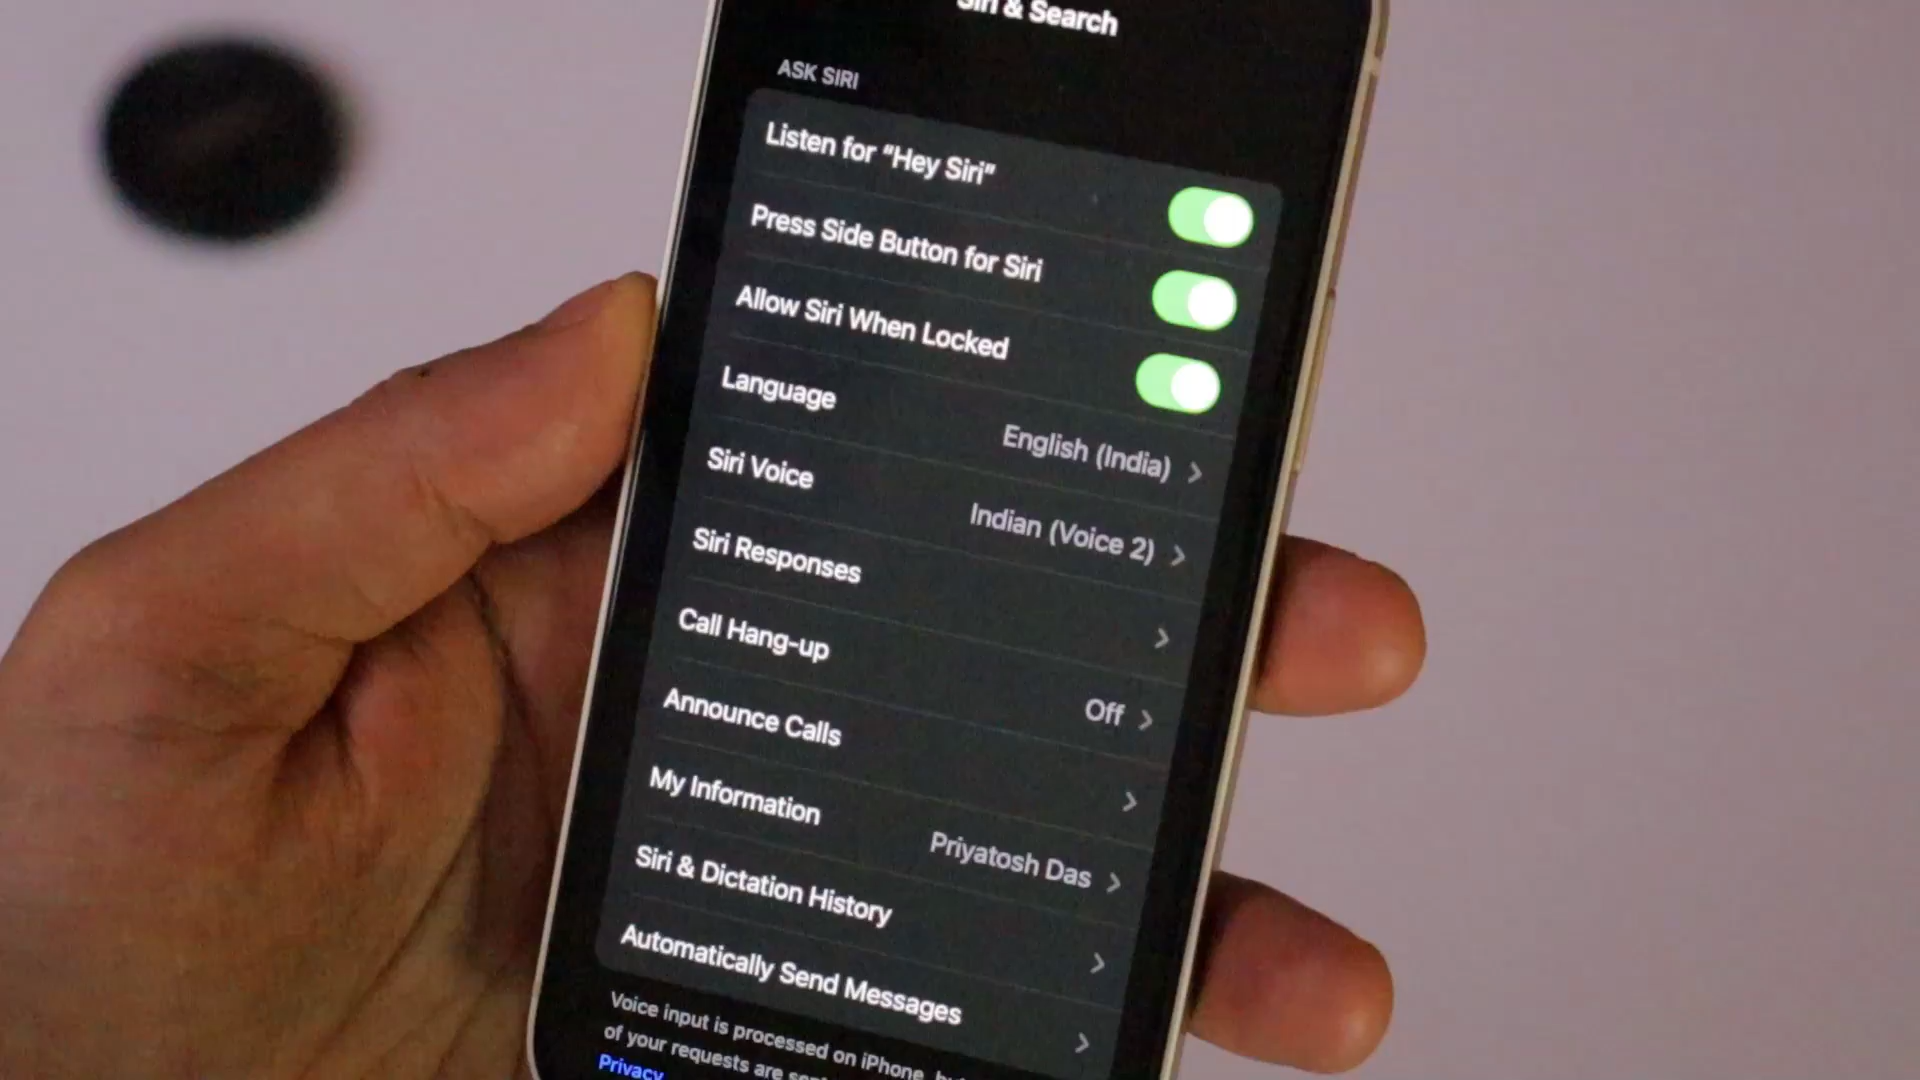 Siri & Search
ASK SIRI
Listen for “Hey Siri”
Press Side Button for Siri
Allow Siri When Locked
Language
English (India)
Siri Voice
Indian (Voice 2)
Siri Responses
Call Hang-up
Off
Announce Calls
My Information
Priyatosh Das
Siri & Dictation History
Automatically Send Messages
Voice input is processed on iPhone,
of your requests are
Privacy